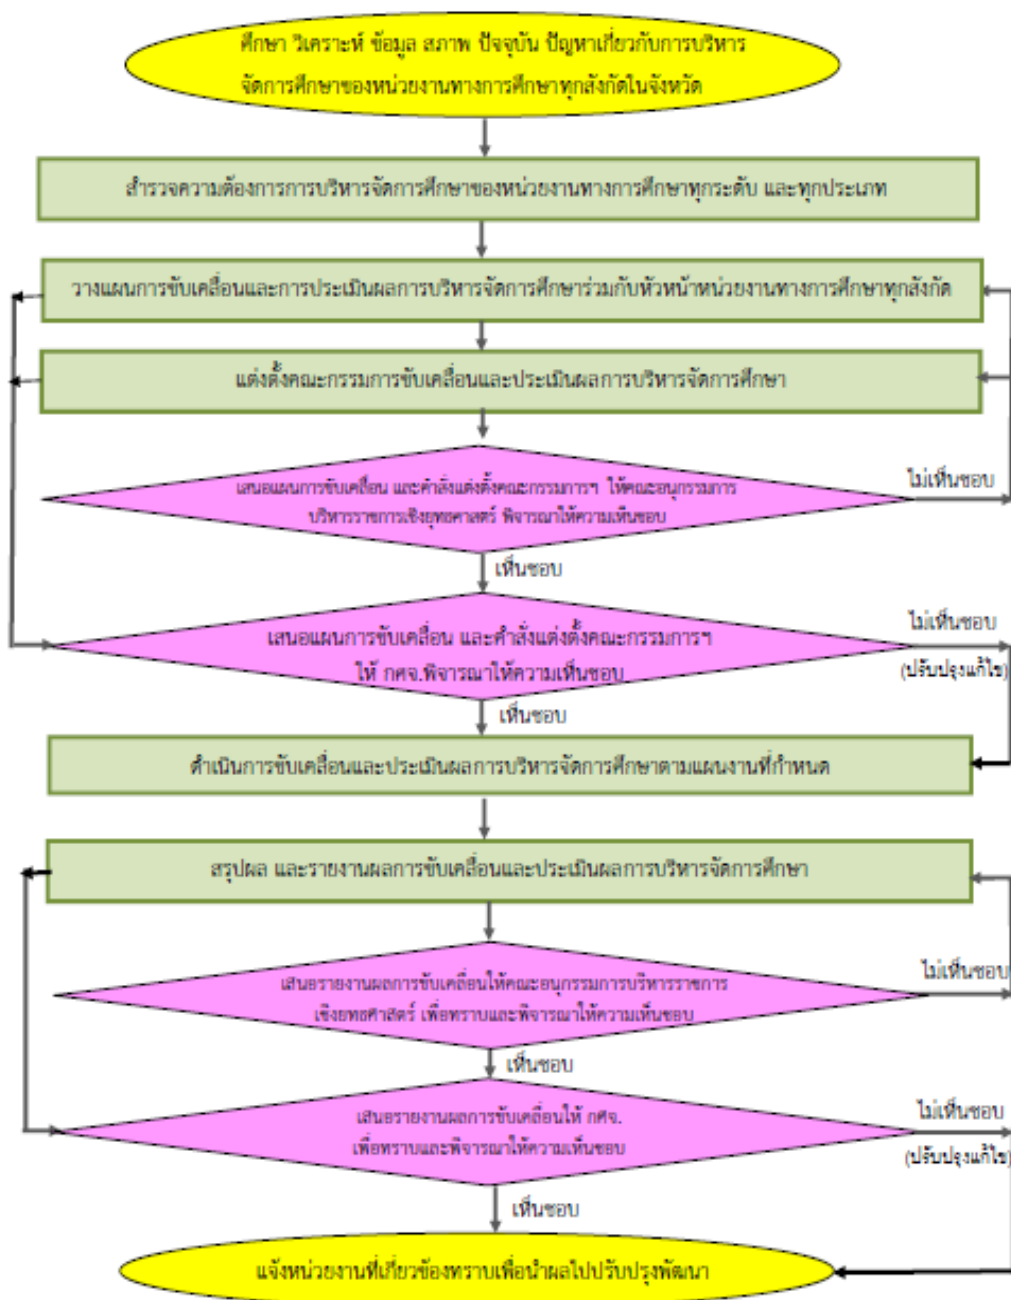 ศึกษา วิเคราะห์ ข้อมูล สภาพ ปัจจุบัน ปัญหาเกี่ยวกับการบริหาร
จัดการศึกษาของหน่วยงานทางการศึกษาทุกสังกัดในจังหวัด
สำรวจความต้องการการบริหารจัดการศึกษาของหน่วยงานทางการศึกษาทุกระดับ และทุกประเภท
วางแผนการขับเคลื่อนและการประเมินผลการบริหารจัดการศึกษาร่วมกับหัวหน้าหน่วยงานทางการศึกษาทุกสังกัด
แต่งตั้งคณะกรรมการขับเคลื่อนและประเมินผลการบริหารจัดการศึกษา
เสนอแผนการขับเคลื่อน และคำสั่งแต่งตั้งคณะกรรมการฯ ให้คณะอนุกรรมการ
บริหารราชการเชิงยุทธศาสตร์ พิจารณาให้ความเห็นชอบ
ไม่เห็นชอบ
เห็นชอบ
เสนอแผนการขับเคลื่อน และคำสั่งแต่งตั้งคณะกรรมการฯ
ให้ กศจ.พิจารณาให้ความเห็นชอบ
ไม่เห็นชอบ
(ปรับปรุงแก้ไข)
เห็นชอบ
ดำเนินการขับเคลื่อนและประเมินผลการบริหารจัดการศึกษาตามแผนงานที่กำหนด
สรุปผล และรายงานผลการขับเคลื่อนและประเมินผลการบริหารจัดการศึกษา
เสนอรายงานผลการขับเคลื่อนให้คณะอนุกรรมการบริหารราชการ
เชิงยุทธศาสตร์ เพื่อทราบและพิจารณาให้ความเห็นชอบ
ไม่เห็นชอบ
เห็นชอบ
เสนอรายงานผลการขับเคลื่อนให้ กศจ.
เพื่อทราบและพิจารณาให้ความเห็นชอบ
ไม่เห็นชอบ
(ปรับปรุงแก้ไข)
เห็นชอบ
แจ้งหน่วยงานที่เกี่ยวข้องทราบเพื่อนำผลไปปรับปรุงพัฒนา